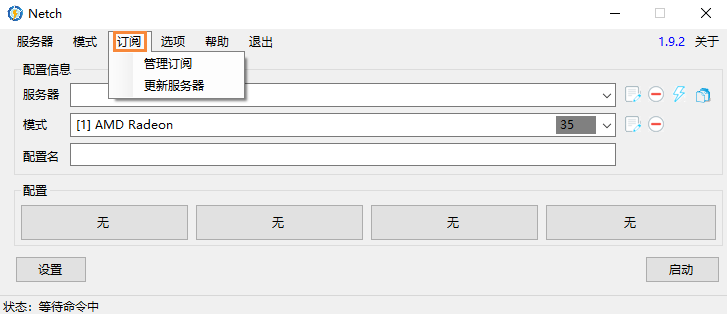 Netch
服务器 模式 订阅 选项 帮助 退出 1.9.2 关于
管理订阅
更新服务器
配置信息
服务器
模式 [1] AMD Radeon 35
配置名
配置
无 无 无 无
设置 启动
状态：等待命令中